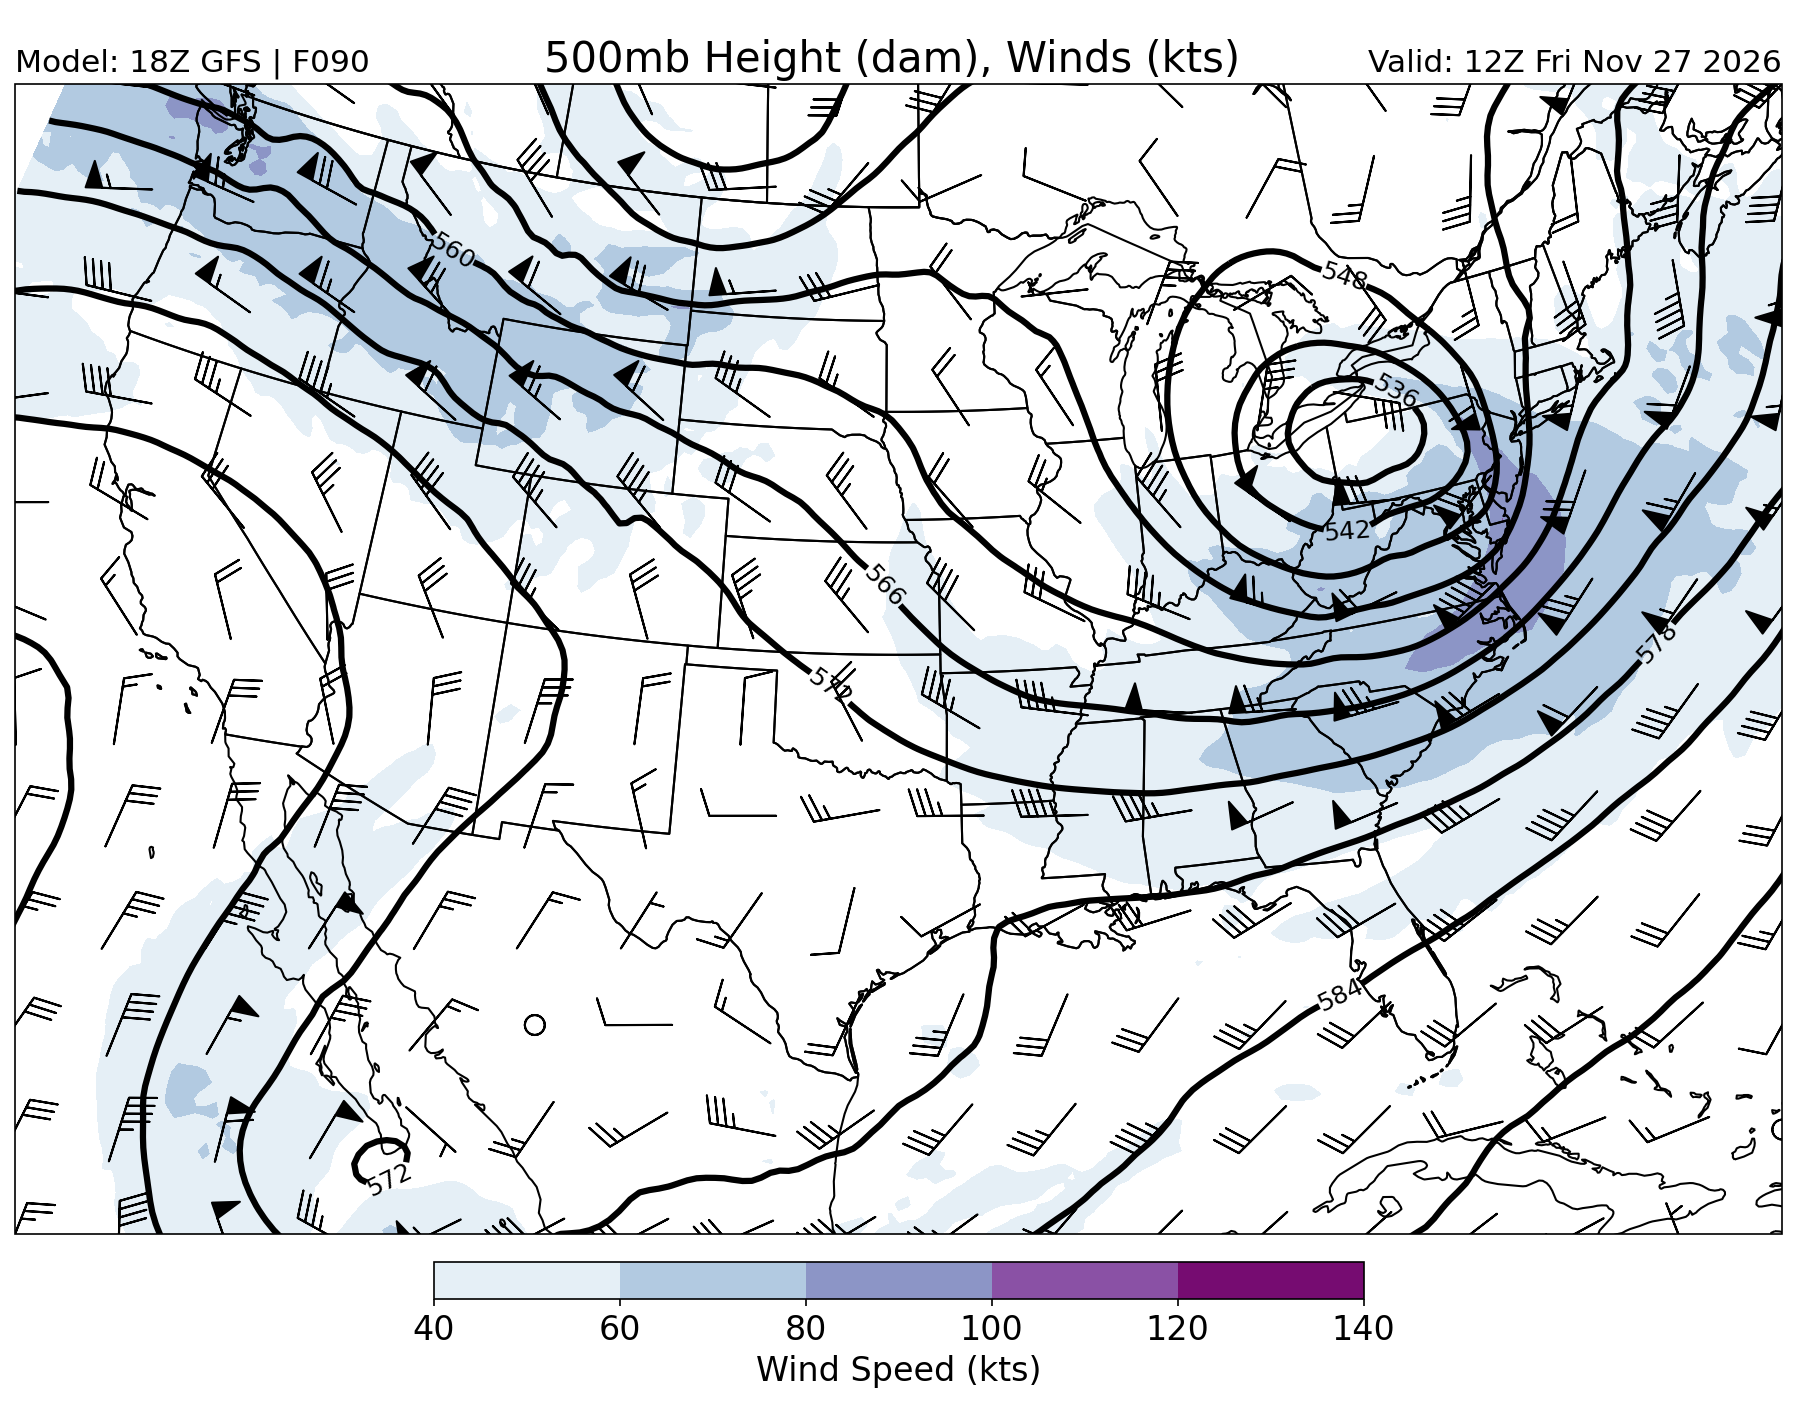 Model: 18Z GFS | F090
500mb Height (dam), Winds (kts)
Valid: 12Z Fri Nov 27 2026
560
548
536
542
566
578
572
584
572
40 60 80 100 120 140
Wind Speed (kts)